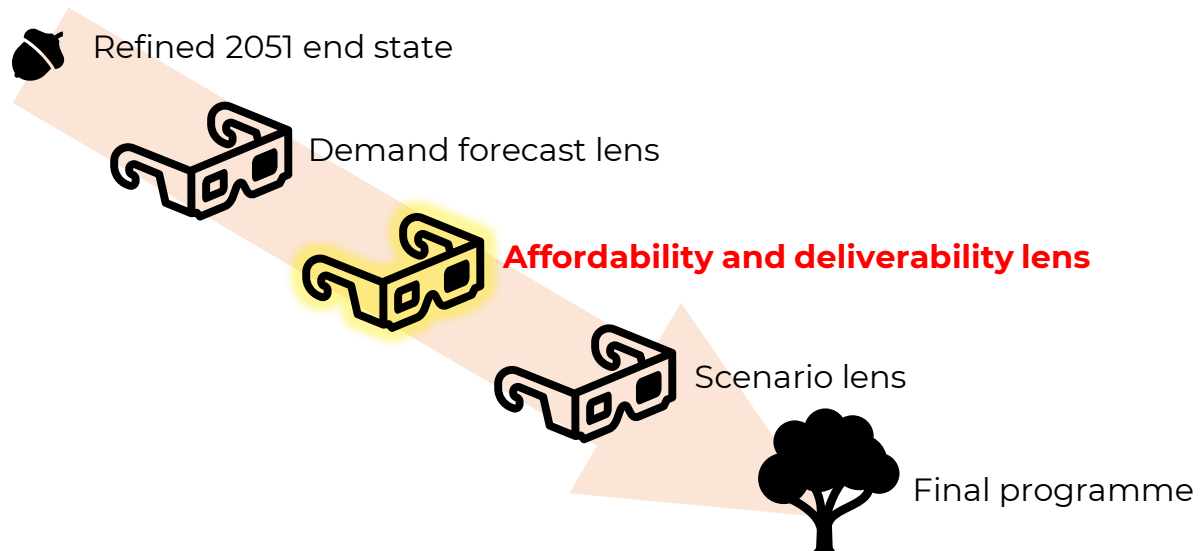 Refined 2051 end state
Demand forecast lens
Affordability and deliverability lens
Scenario lens
Final programme